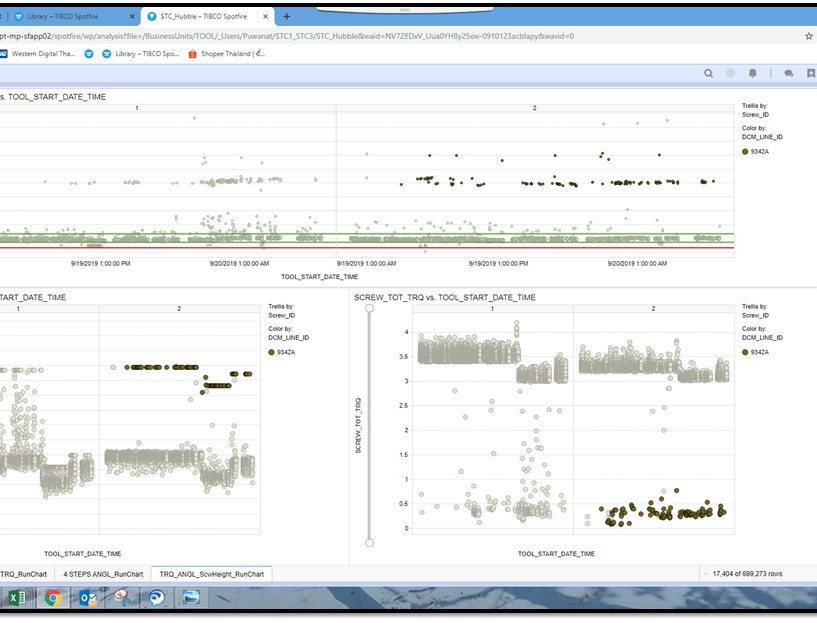 Library – TIBCO Spotfire
STC_Hubble – TIBCO Spotfire
pt-mp-sfapp02/spotfire/wp/analysis?file=/BusinessUnits/TOOL/_Users/Puwanat/STC1_STC3/STC_Hubble&waid=NV7ZEDxV_Uua0YH8y25xw-0910123acblapy&wavid=0
Western Digital Tha...
Library – TIBCO Spo...
s. TOOL_START_DATE_TIME
1
2
Trellis by:
Screw_ID
Color by:
DCM_LINE_ID
9342A
9/19/2019 1:00:00 PM
9/20/2019 1:00:00 AM
9/19/2019 1:00:00 AM
9/19/2019 1:00:00 PM
9/20/2019 1:00:00 AM
TOOL_START_DATE_TIME
TART_DATE_TIME
1
2
Trellis by:
Screw_ID
Color by:
DCM_LINE_ID
9342A
TOOL_START_DATE_TIME
SCREW_TOT_TRQ vs. TOOL_START_DATE_TIME
1
2
SCREW_TOT_TRQ
4
3.5
3
2.5
2
1.5
1
0.5
0
TOOL_START_DATE_TIME
Trellis by:
Screw_ID
Color by:
DCM_LINE_ID
9342A
TRQ_RunChart
4 STEPS ANGL_RunChart
TRQ_ANGL_ScwHeight_RunChart
17,404 of 699,273 rows